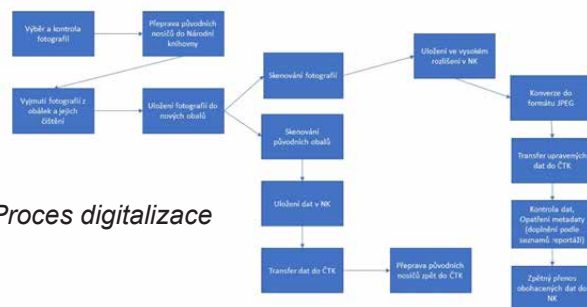 Výběr a kontrola
fotografií
Přeprava původních
nosičů do Národní
knihovny
Vyjmutí fotografií z
obálek a jejich
čištění
Uložení fotografií do
nových obalů
Skenování fotografií
Uložení ve vysokém
rozlišení v NK
Konverze do
formátu JPEG
Transfer upravených
dat do ČTK
Kontrola dat,
Opatření metadaty
(doplnění podle
seznamů reportáží)
Zpětný přenos
obohacených dat do
NK
Skenování
původních obalů
Uložení dat v NK
Transfer dat do ČTK
Přeprava původních
nosičů zpět do ČTK
Proces digitalizace